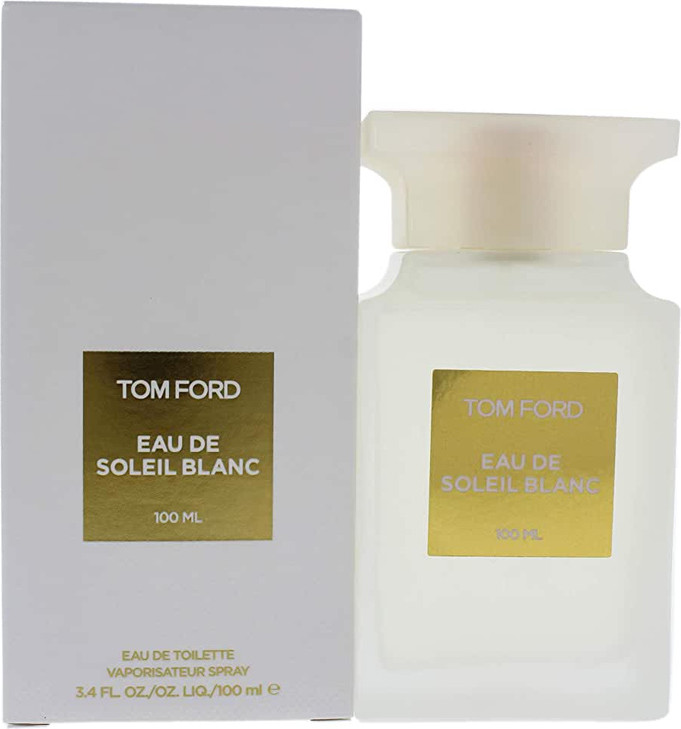 TOM FORD
EAU DE
SOLEIL BLANC
100 ML
EAU DE TOILETTE
VAPORISATEUR SPRAY
3.4 FL. OZ./OZ. LIQ./100 ml ℮
TOM FORD
EAU DE
SOLEIL BLANC
100 ML